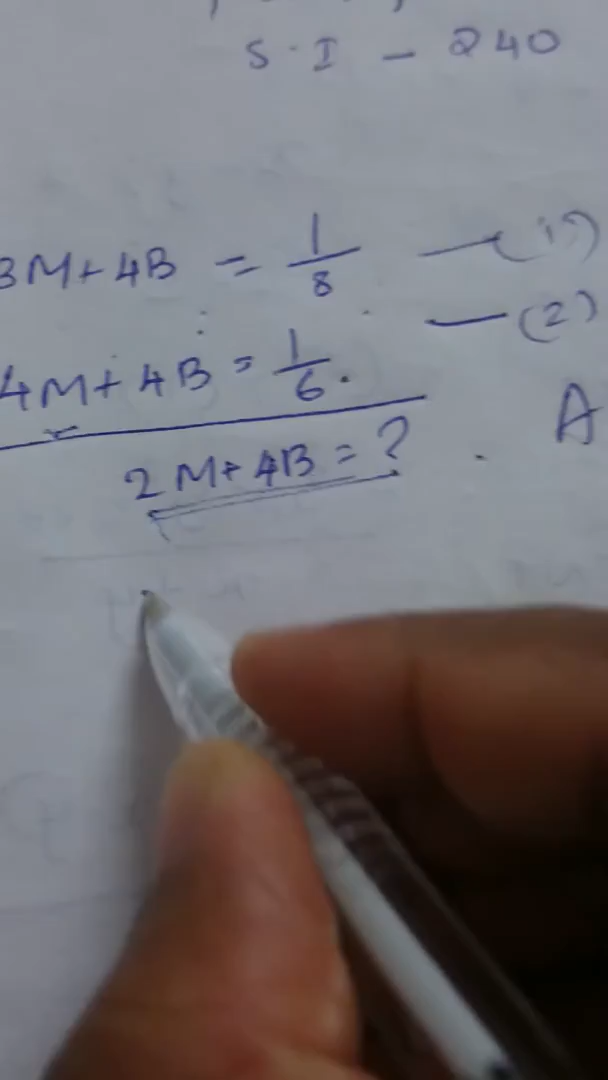 S.I - 240
3M+4B = 1/8 —(1)
4M+4B = 1/6. —(2)
2M+4B = ?
A